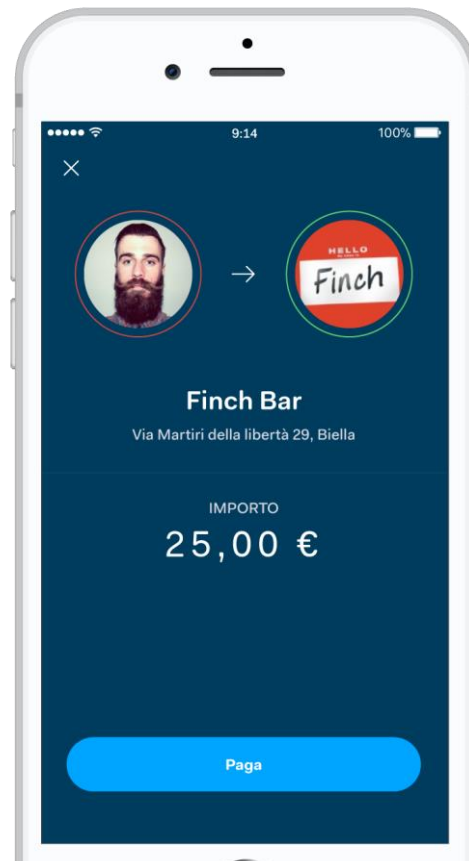 9:14
100%
HELLO
Finch
Finch Bar
Via Martiri della libertà 29, Biella
IMPORTO
25,00 €
Paga